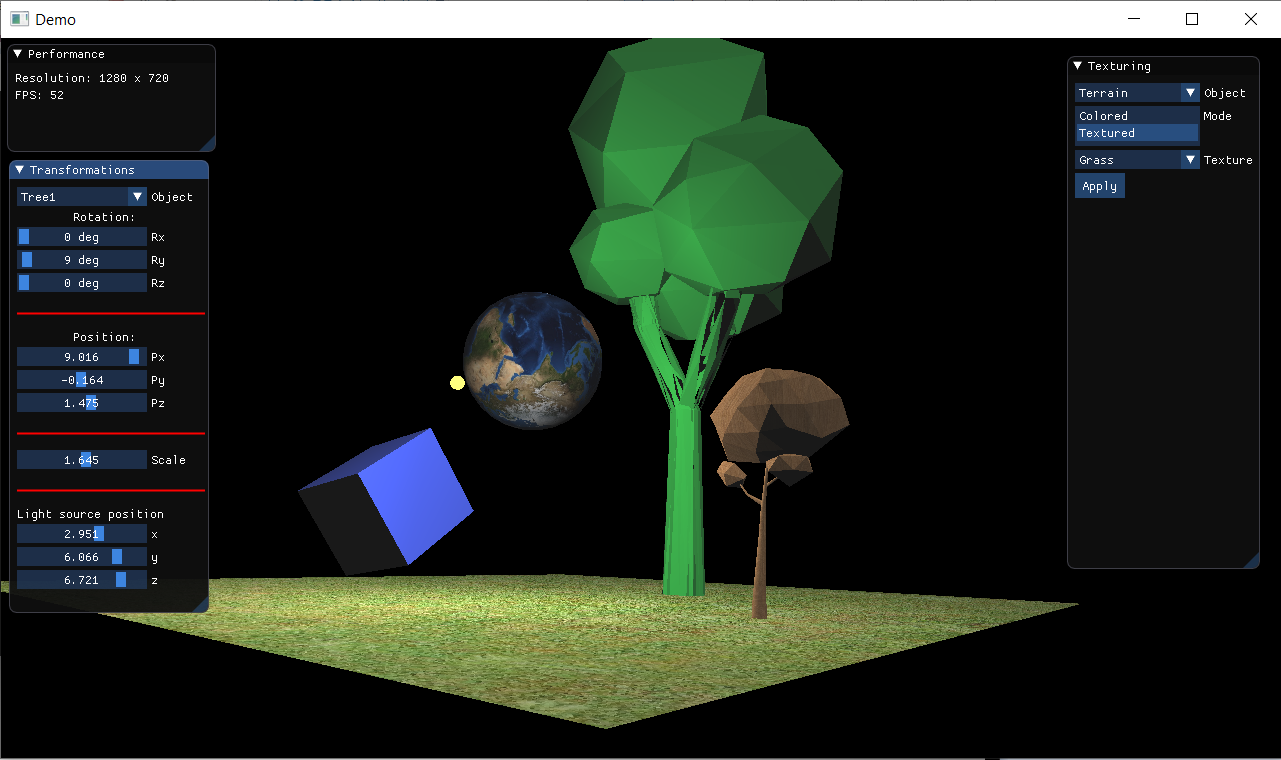 Demo
Performance
Resolution: 1280 x 720
FPS: 52
Transformations
Tree1 Object
Rotation:
0 deg Rx
9 deg Ry
0 deg Rz
Position:
9.016 Px
-0.164 Py
1.475 Pz
1.645 Scale
Light source position
2.951 x
6.066 y
6.721 z
Texturing
Terrain Object
Colored Mode
Textured
Grass Texture
Apply